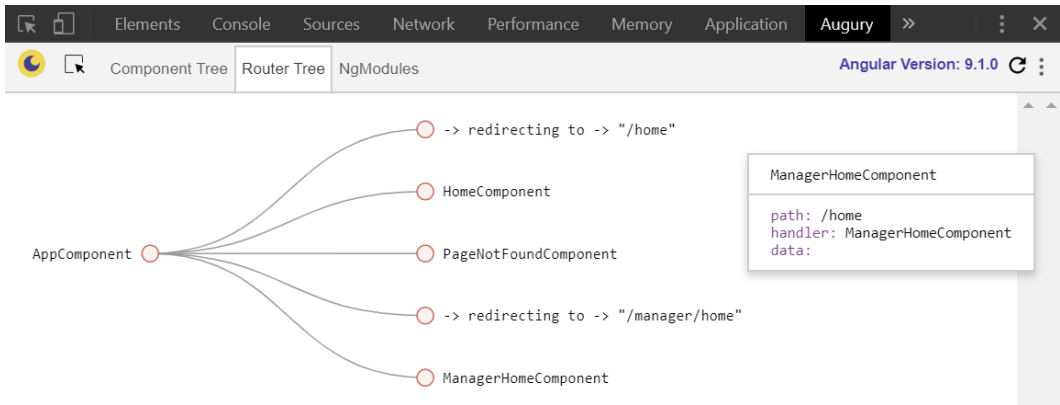 Elements Console Sources Network Performance Memory Application Augury »
Component Tree Router Tree NgModules Angular Version: 9.1.0
-> redirecting to -> "/home"
HomeComponent
AppComponent
PageNotFoundComponent
-> redirecting to -> "/manager/home"
ManagerHomeComponent
ManagerHomeComponent
path: /home
handler: ManagerHomeComponent
data: